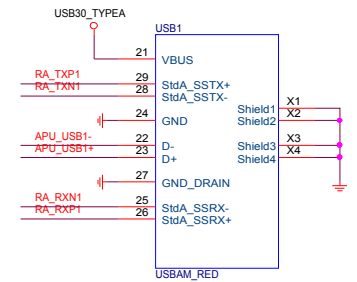 USB30_TYPEA
USB1
21 VBUS
RA_TXP1 29 StdA_SSTX+
RA_TXN1 28 StdA_SSTX-
Shield1 X1
24 GND Shield2 X2
APU_USB1- 22 D- Shield3 X3
APU_USB1+ 23 D+ Shield4 X4
27 GND_DRAIN
RA_RXN1 25 StdA_SSRX-
RA_RXP1 26 StdA_SSRX+
USBAM_RED